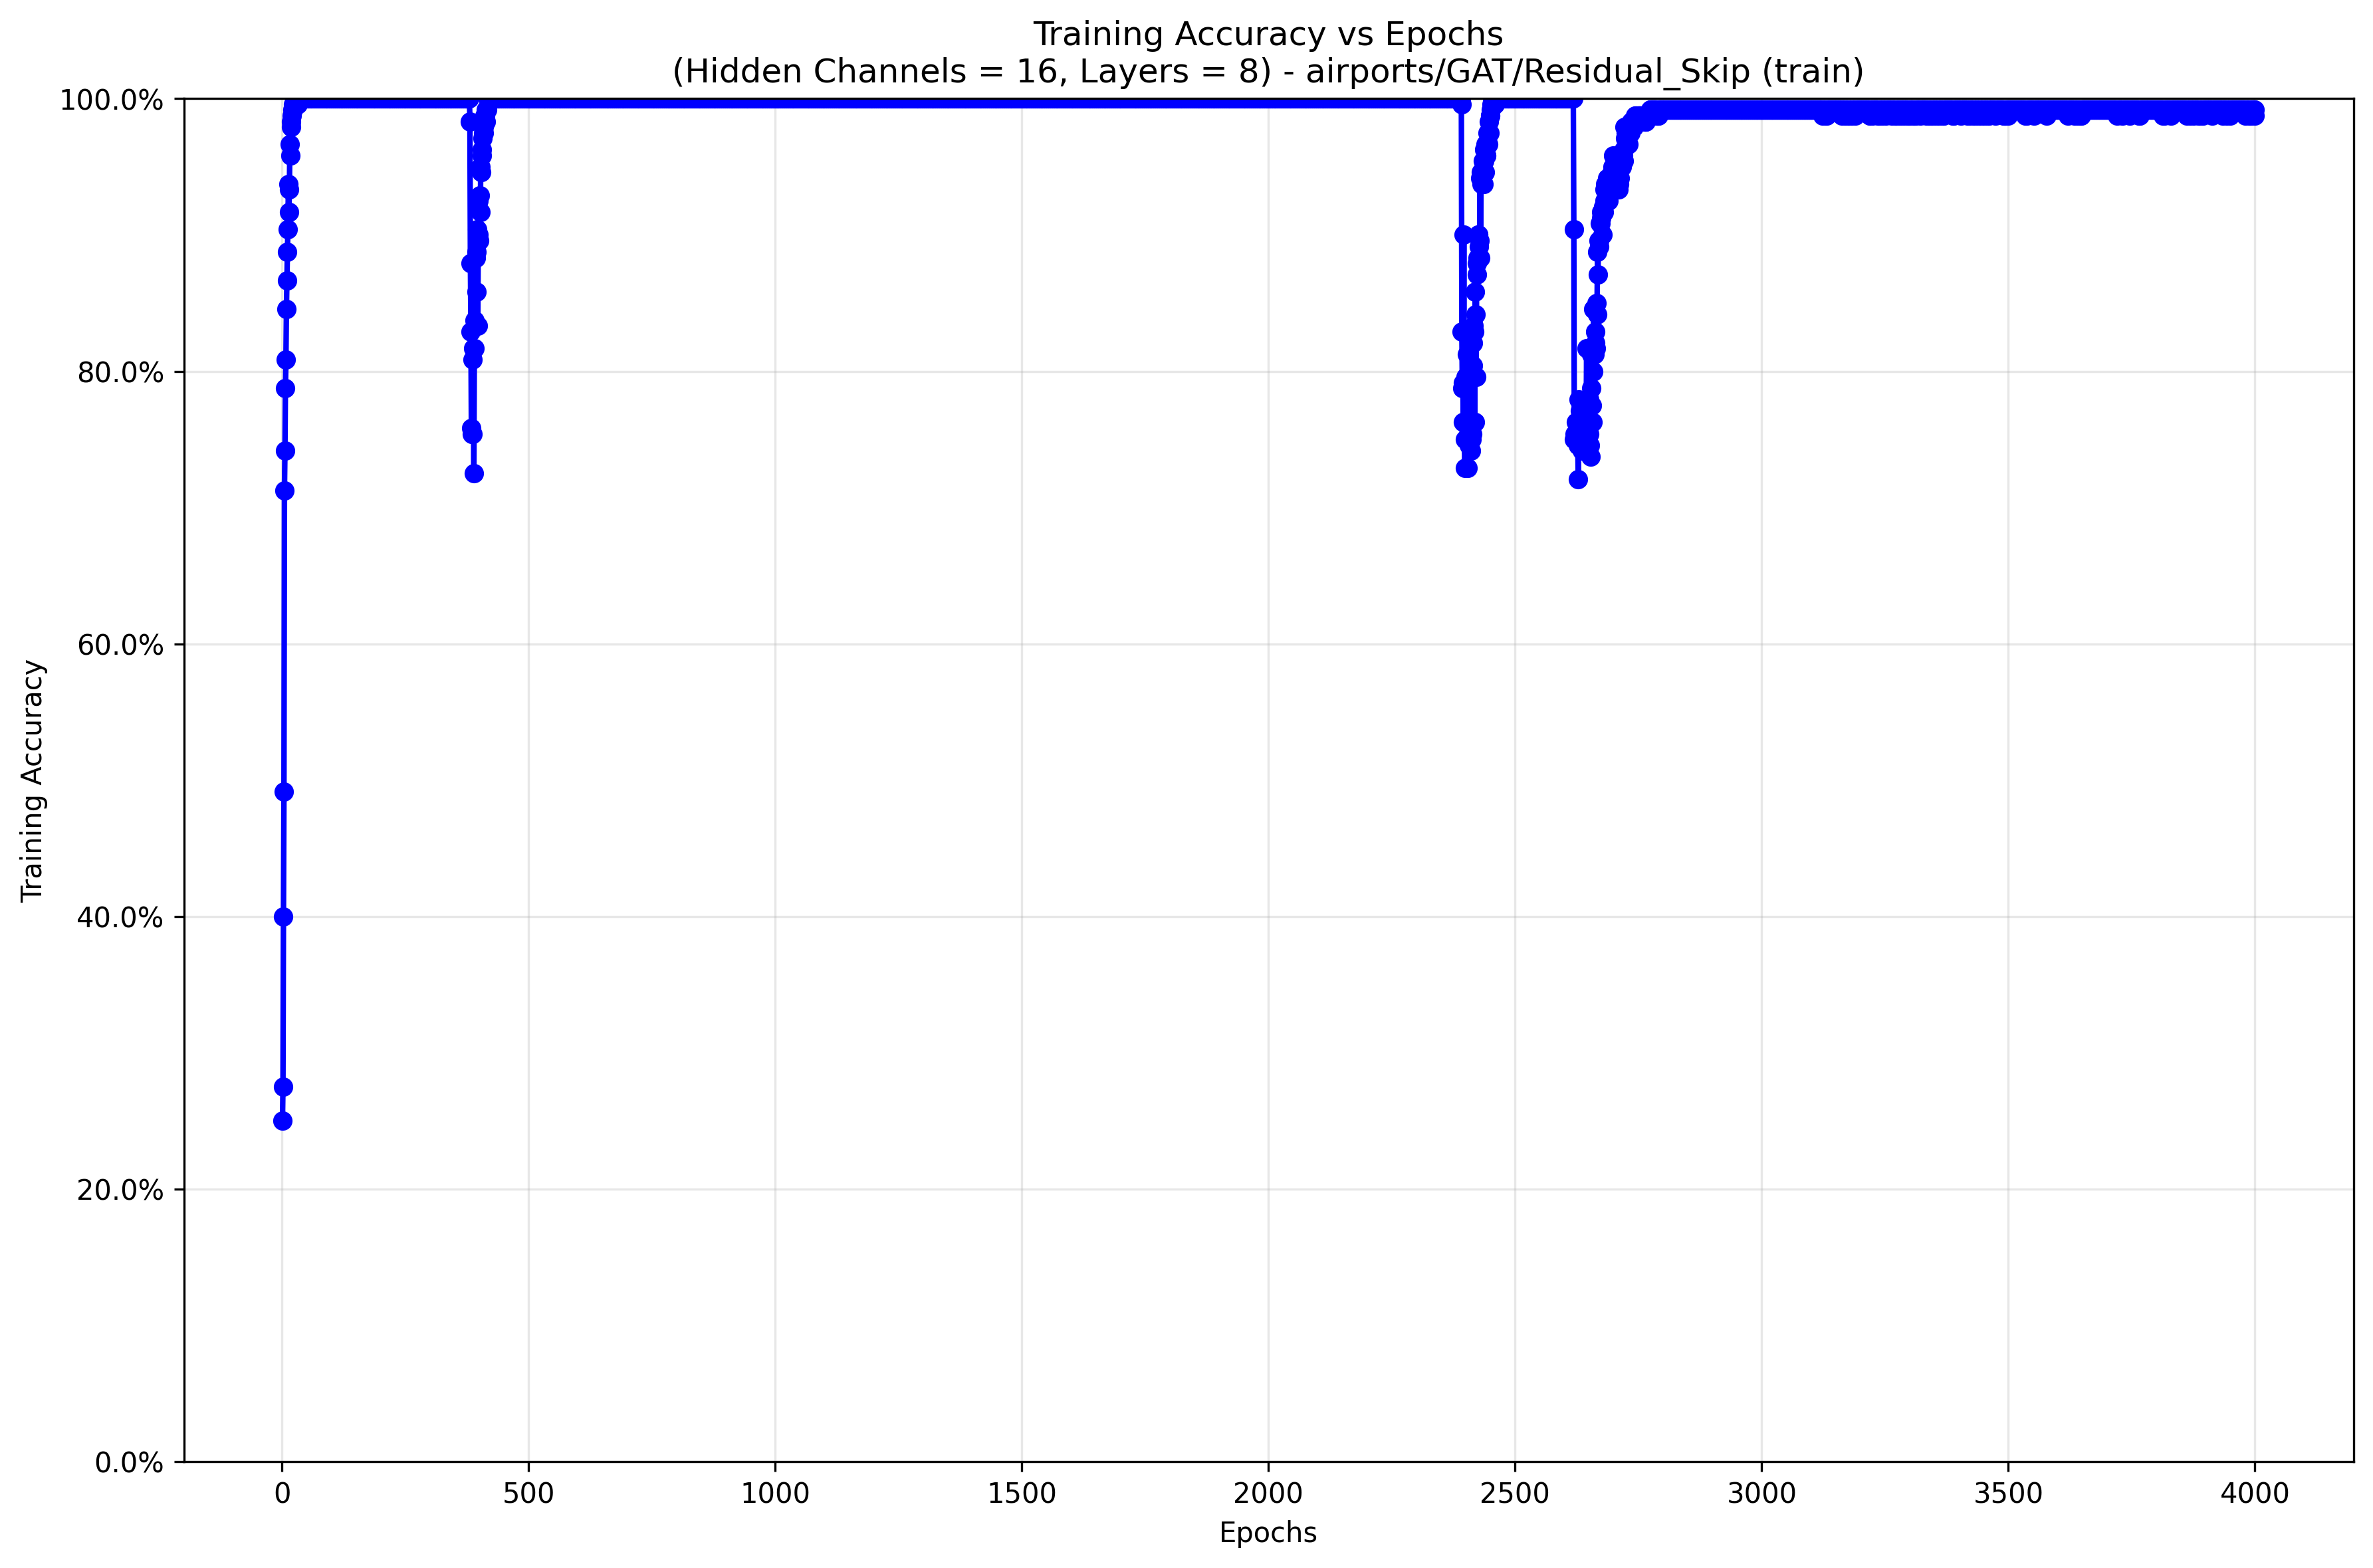 Training Accuracy vs Epochs
(Hidden Channels = 16, Layers = 8) - airports/GAT/Residual_Skip (train)
100.0%
80.0%
60.0%
40.0%
20.0%
0.0%
Training Accuracy
0 500 1000 1500 2000 2500 3000 3500 4000
Epochs